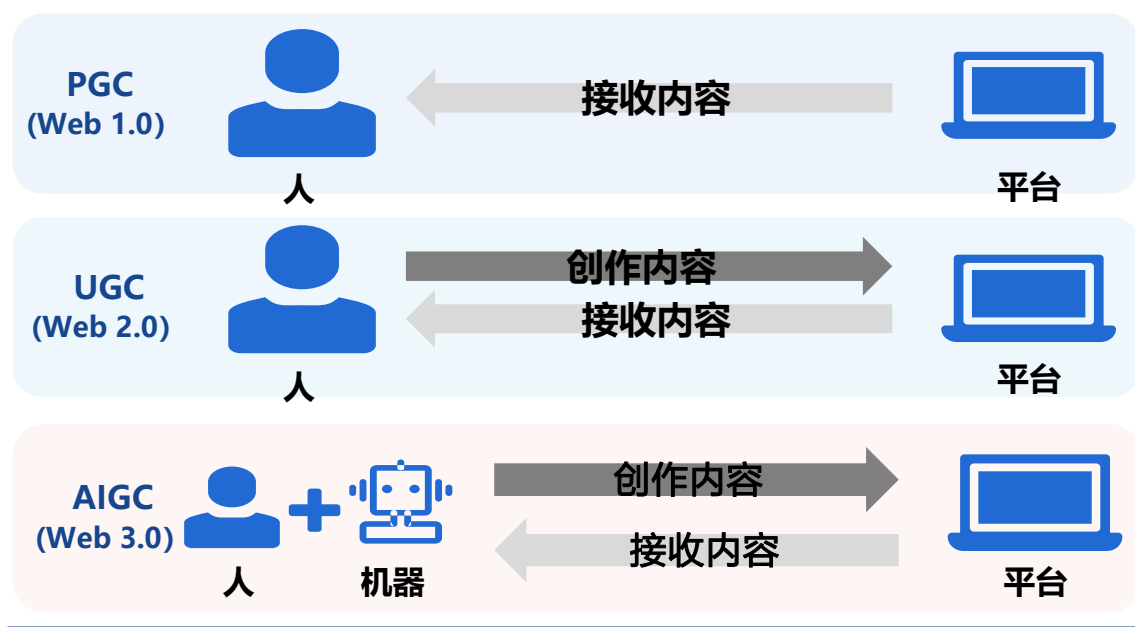 PGC
(Web 1.0)
接收内容
人
平台
UGC
(Web 2.0)
创作内容
接收内容
人
平台
AIGC
(Web 3.0)
创作内容
接收内容
人
机器
平台